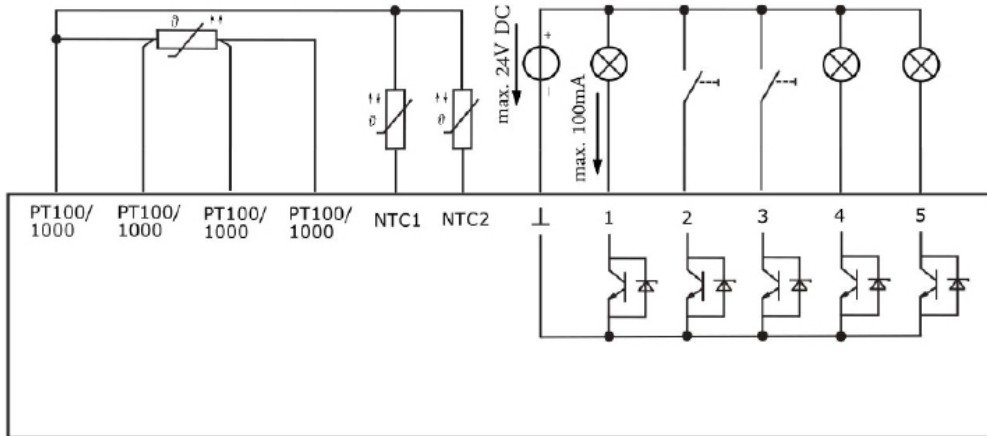 ϑ
max. 24V DC
+
−
max. 100mA
ϑ
ϑ
PT100/
1000
PT100/
1000
PT100/
1000
PT100/
1000
NTC1
NTC2
⊥
1
2
3
4
5